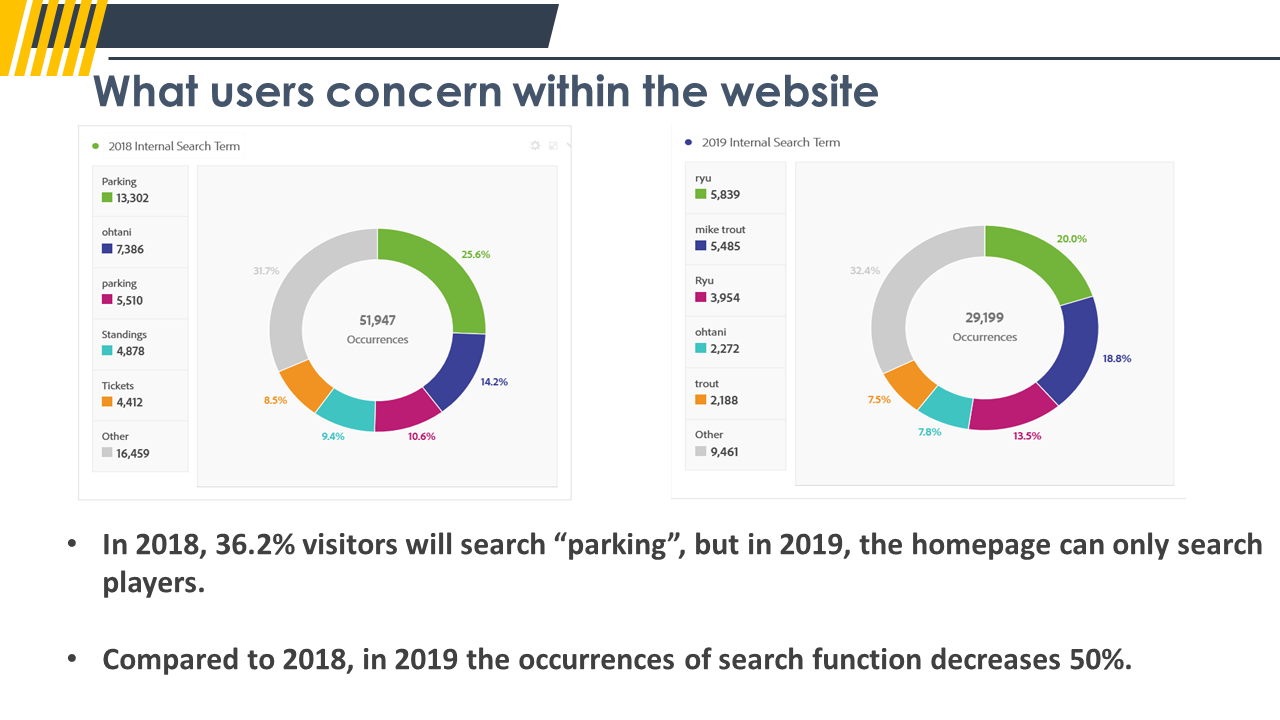 What users concern within the website
2018 Internal Search Term
Parking
13,302
ohtani
7,386
parking
5,510
Standings
4,878
Tickets
4,412
Other
16,459
25.6%
14.2%
10.6%
9.4%
8.5%
31.7%
51,947
Occurrences
2019 Internal Search Term
ryu
5,839
mike trout
5,485
Ryu
3,954
ohtani
2,272
trout
2,188
Other
9,461
20.0%
18.8%
13.5%
7.8%
7.5%
32.4%
29,199
Occurrences
• In 2018, 36.2% visitors will search “parking”, but in 2019, the homepage can only search
players.
• Compared to 2018, in 2019 the occurrences of search function decreases 50%.